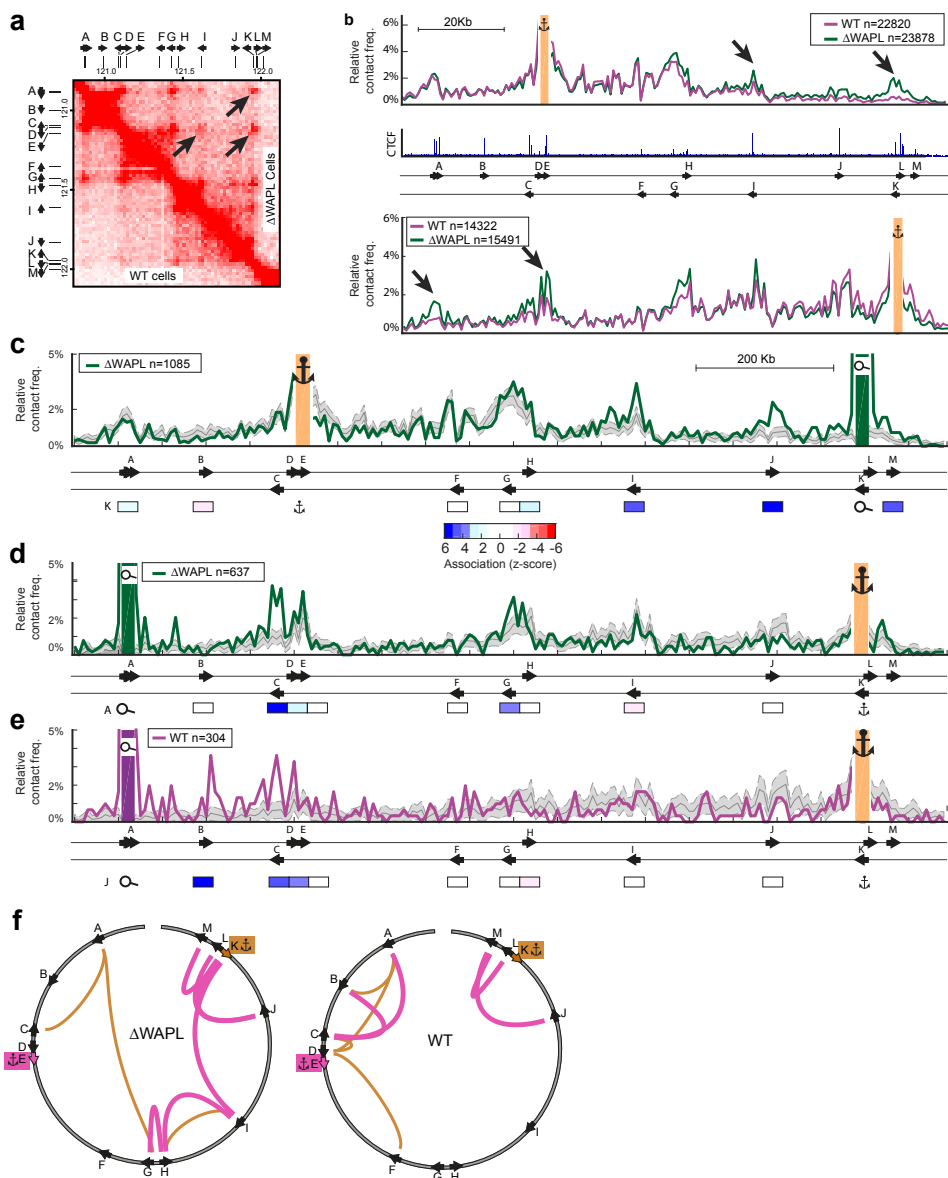 a
A B C D E F G H I J K L M
121.0 121.5 122.0
A
B
C
D
E
F
G
H
I
J
K
L
M
121.0
121.5
122.0
WT cells
ΔWAPL Cells
b
20Kb
WT n=22820
ΔWAPL n=23878
Relative
contact freq.
6%
4%
2%
0%
CTCF
A B D E H J L M
C F G I K
WT n=14322
ΔWAPL n=15491
Relative
contact freq.
6%
2%
0%
c
ΔWAPL n=1085
200 Kb
Relative
contact freq.
5%
2%
0%
A B D E H J L M
C F G I K
K
6 4 2 0 -2 -4 -6
Association (z-score)
d
ΔWAPL n=637
Relative
contact freq.
5%
2%
0%
A B D E H J L M
C F G I K
A
e
WT n=304
Relative
contact freq.
5%
2%
0%
A B D E H J L M
C F G I K
J
f
A
B
C
D
E
F
G
H
I
J
K
L
M
ΔWAPL
A
B
C
D
E
F
G
H
I
J
K
L
M
WT